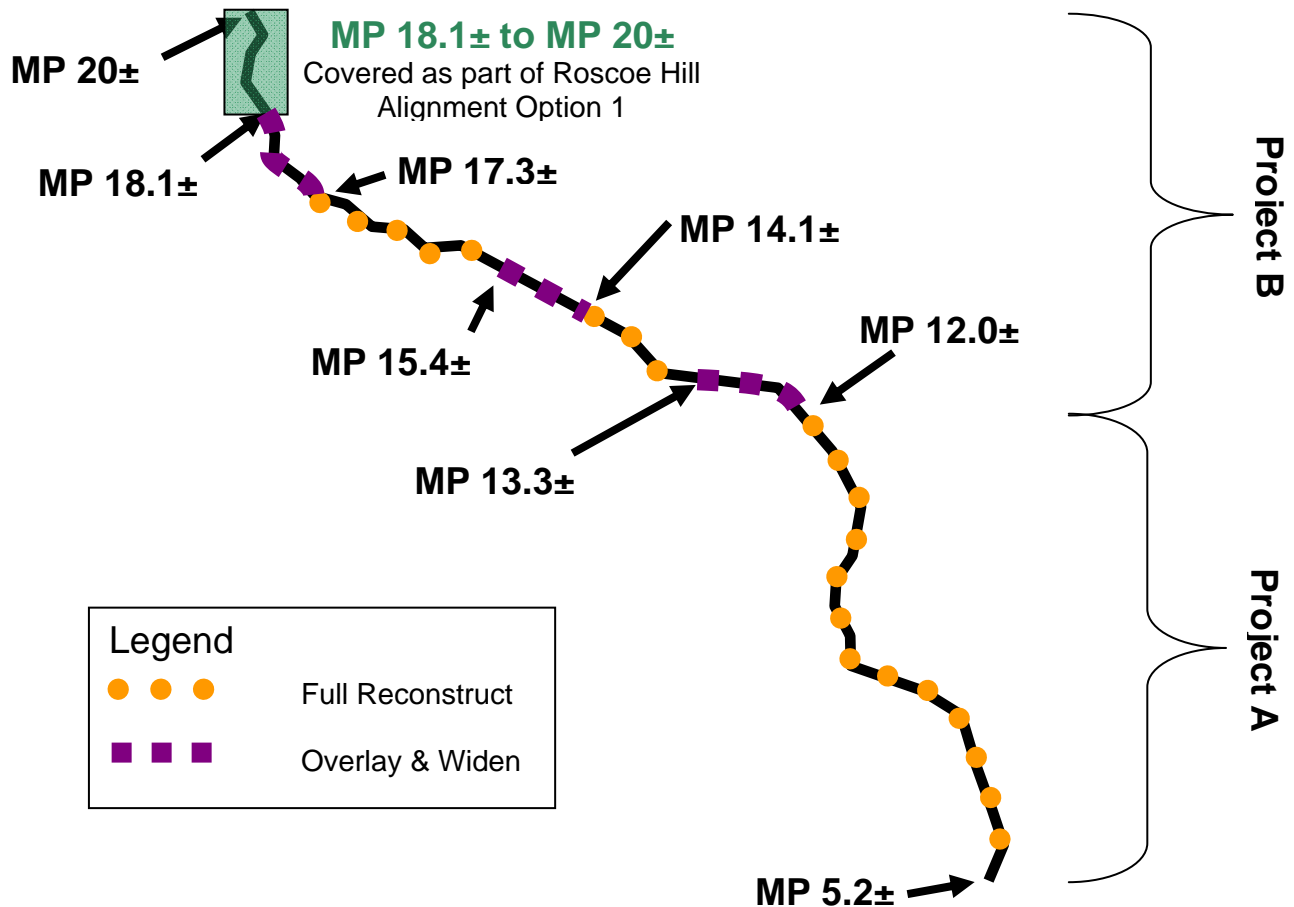 MP 18.1± to MP 20±
Covered as part of Roscoe Hill
Alignment Option 1
MP 20±
MP 18.1±
MP 17.3±
MP 14.1±
MP 12.0±
MP 15.4±
MP 13.3±
MP 5.2±
Project B
Project A
Legend
Full Reconstruct
Overlay & Widen